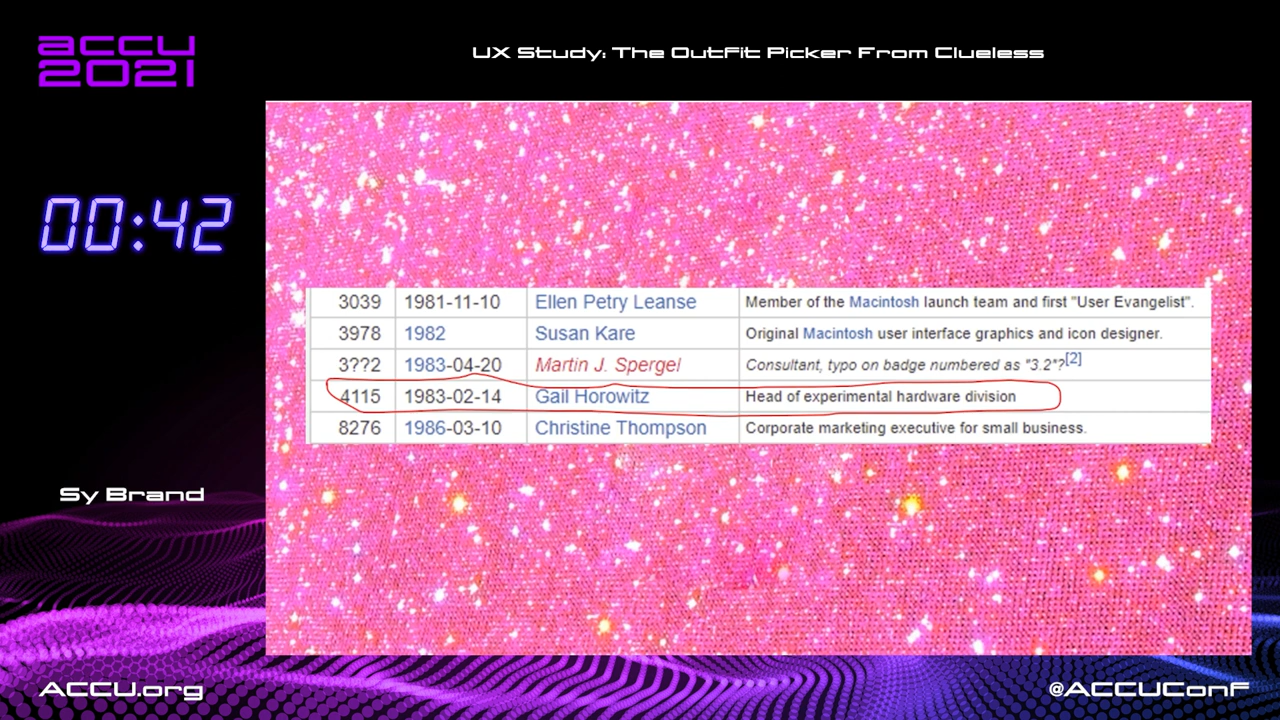 accu
2021
UX Study: The Outfit Picker From Clueless
00:42
3039 1981-11-10 Ellen Petry Leanse Member of the Macintosh launch team and first "User Evangelist".
3978 1982 Susan Kare Original Macintosh user interface graphics and icon designer.
3??2 1983-04-20 Martin J. Spergel Consultant, typo on badge numbered as "3.2"?[2]
4115 1983-02-14 Gail Horowitz Head of experimental hardware division
8276 1986-03-10 Christine Thompson Corporate marketing executive for small business.
Sy Brand
ACCU.org
@ACCUConf